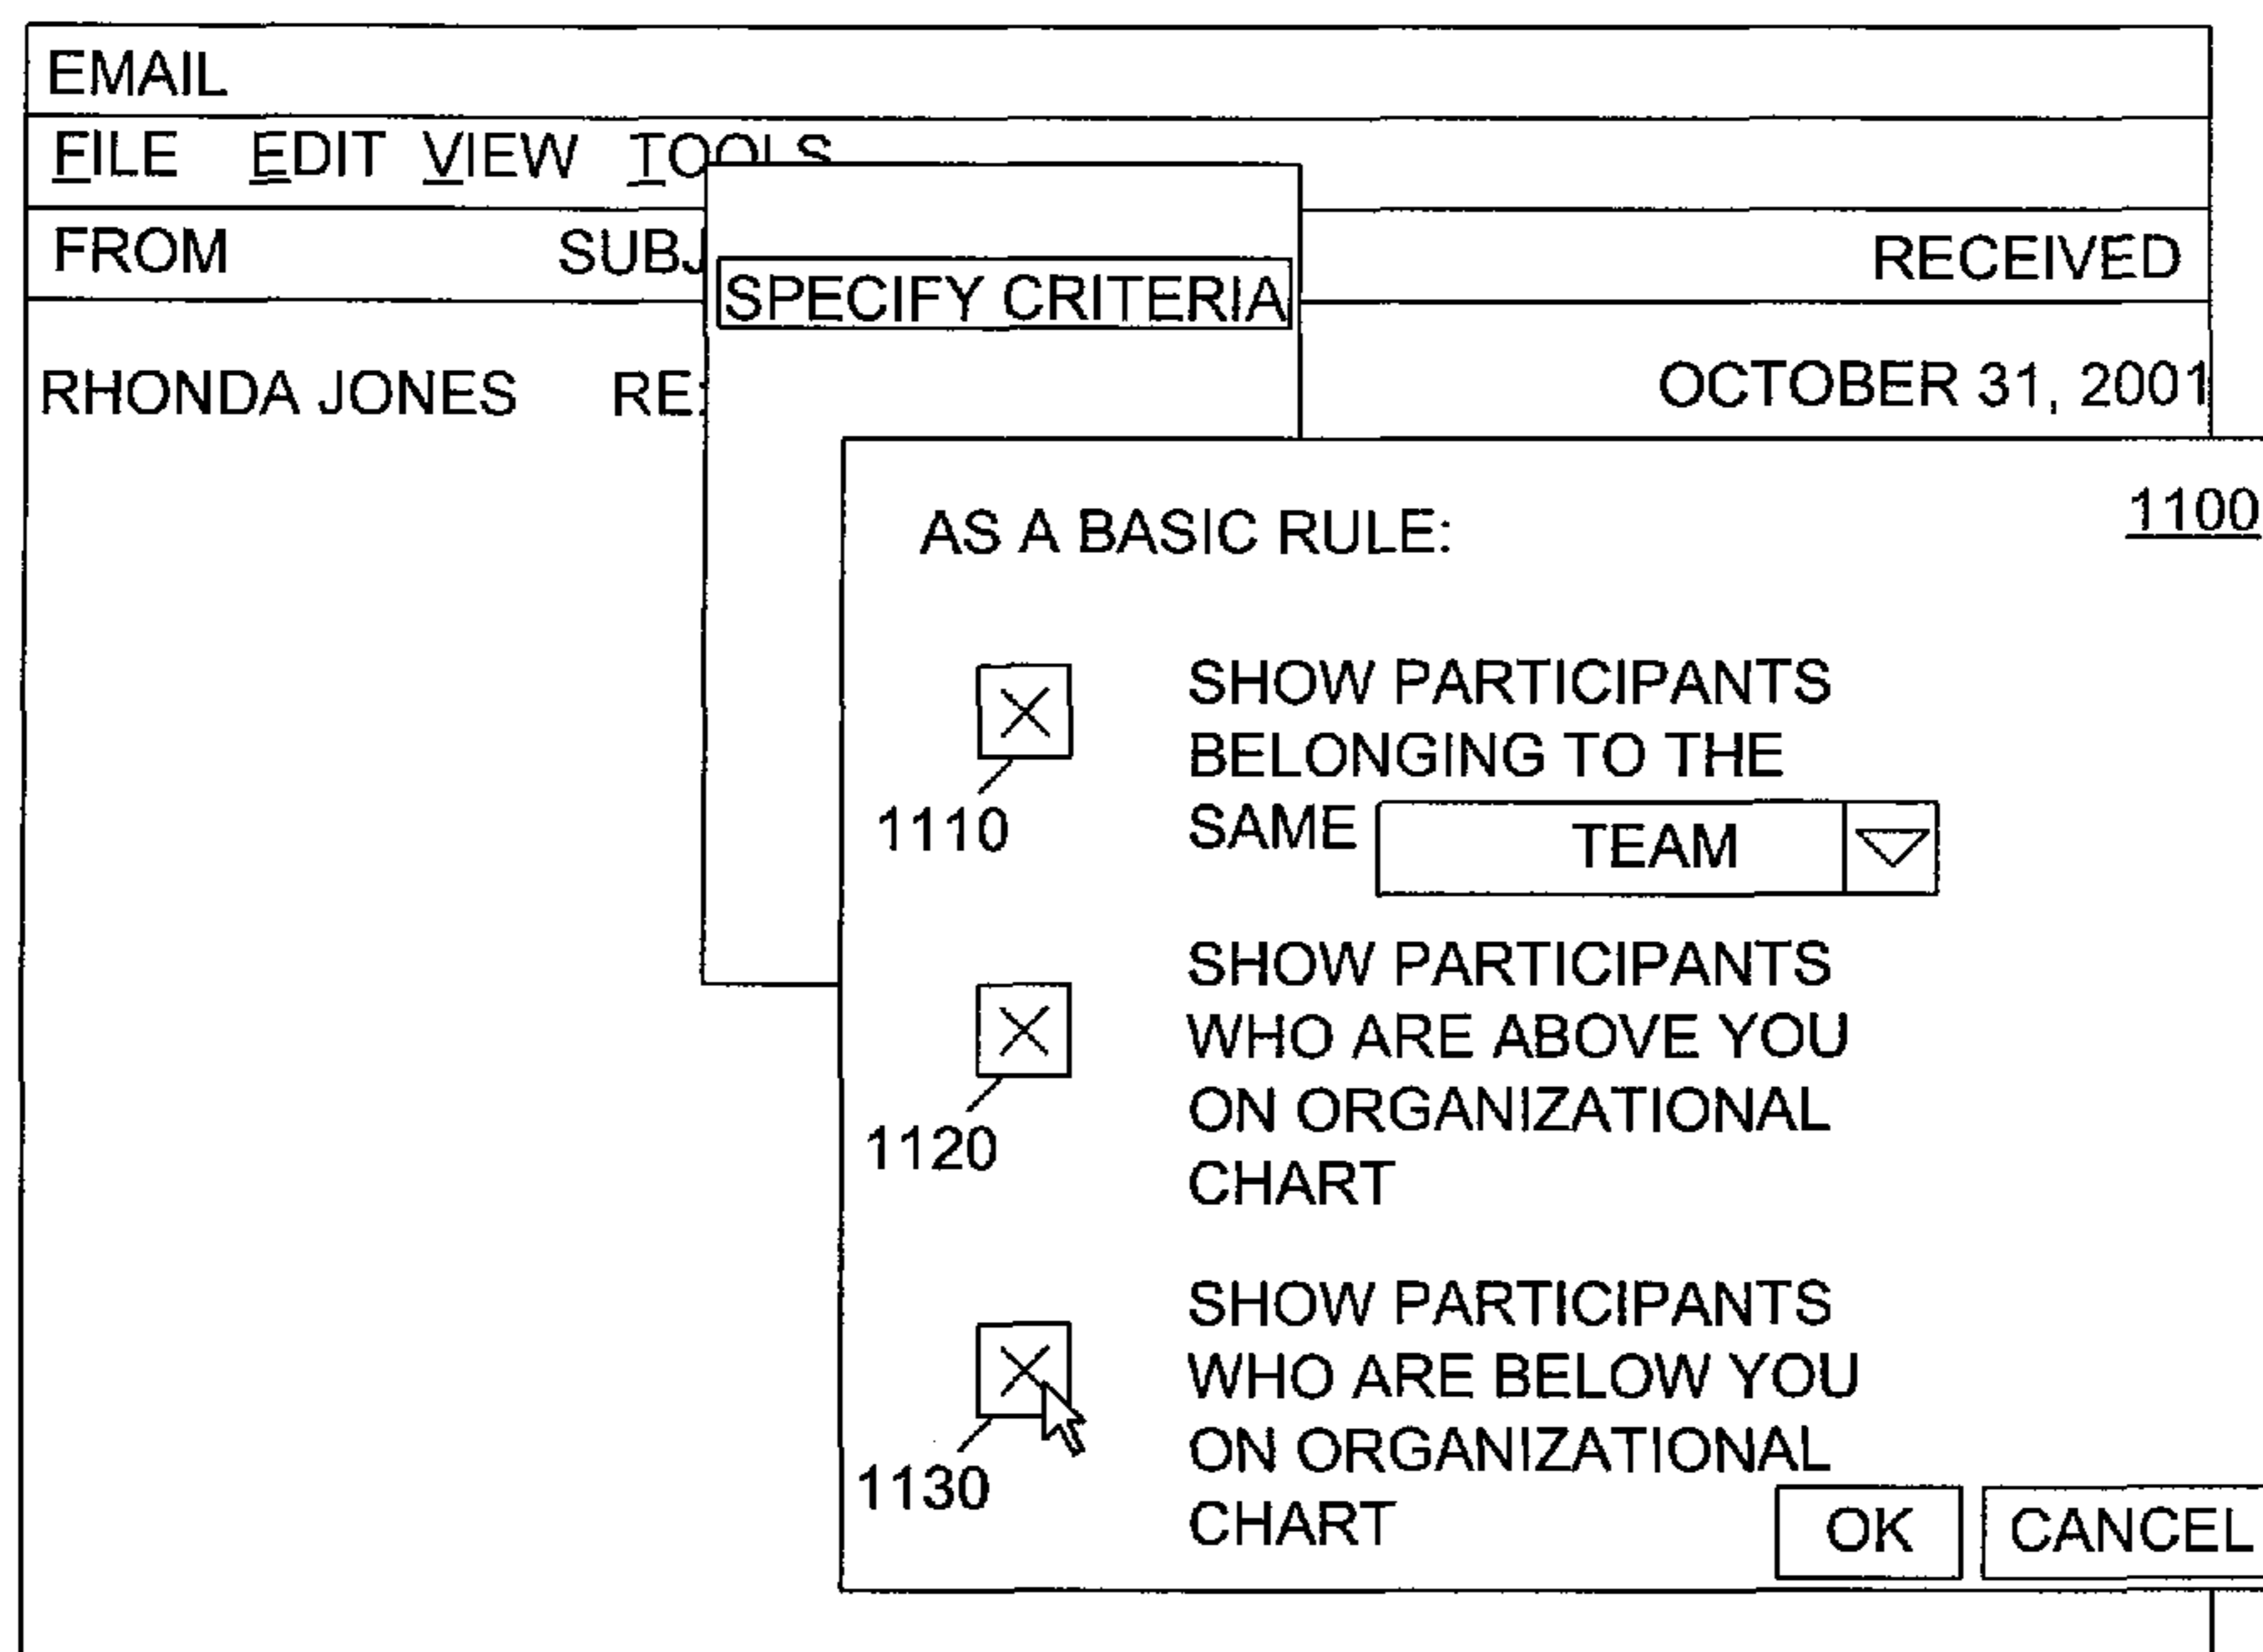 EMAIL
FILE EDIT VIEW TOOLS
FROM SUBJ RECEIVED
SPECIFY CRITERIA
RHONDA JONES RE: OCTOBER 31, 2001
1100
AS A BASIC RULE:
SHOW PARTICIPANTS
BELONGING TO THE
1110 SAME TEAM
SHOW PARTICIPANTS
WHO ARE ABOVE YOU
ON ORGANIZATIONAL
1120
CHART
SHOW PARTICIPANTS
WHO ARE BELOW YOU
ON ORGANIZATIONAL
1130
CHART
OK CANCEL